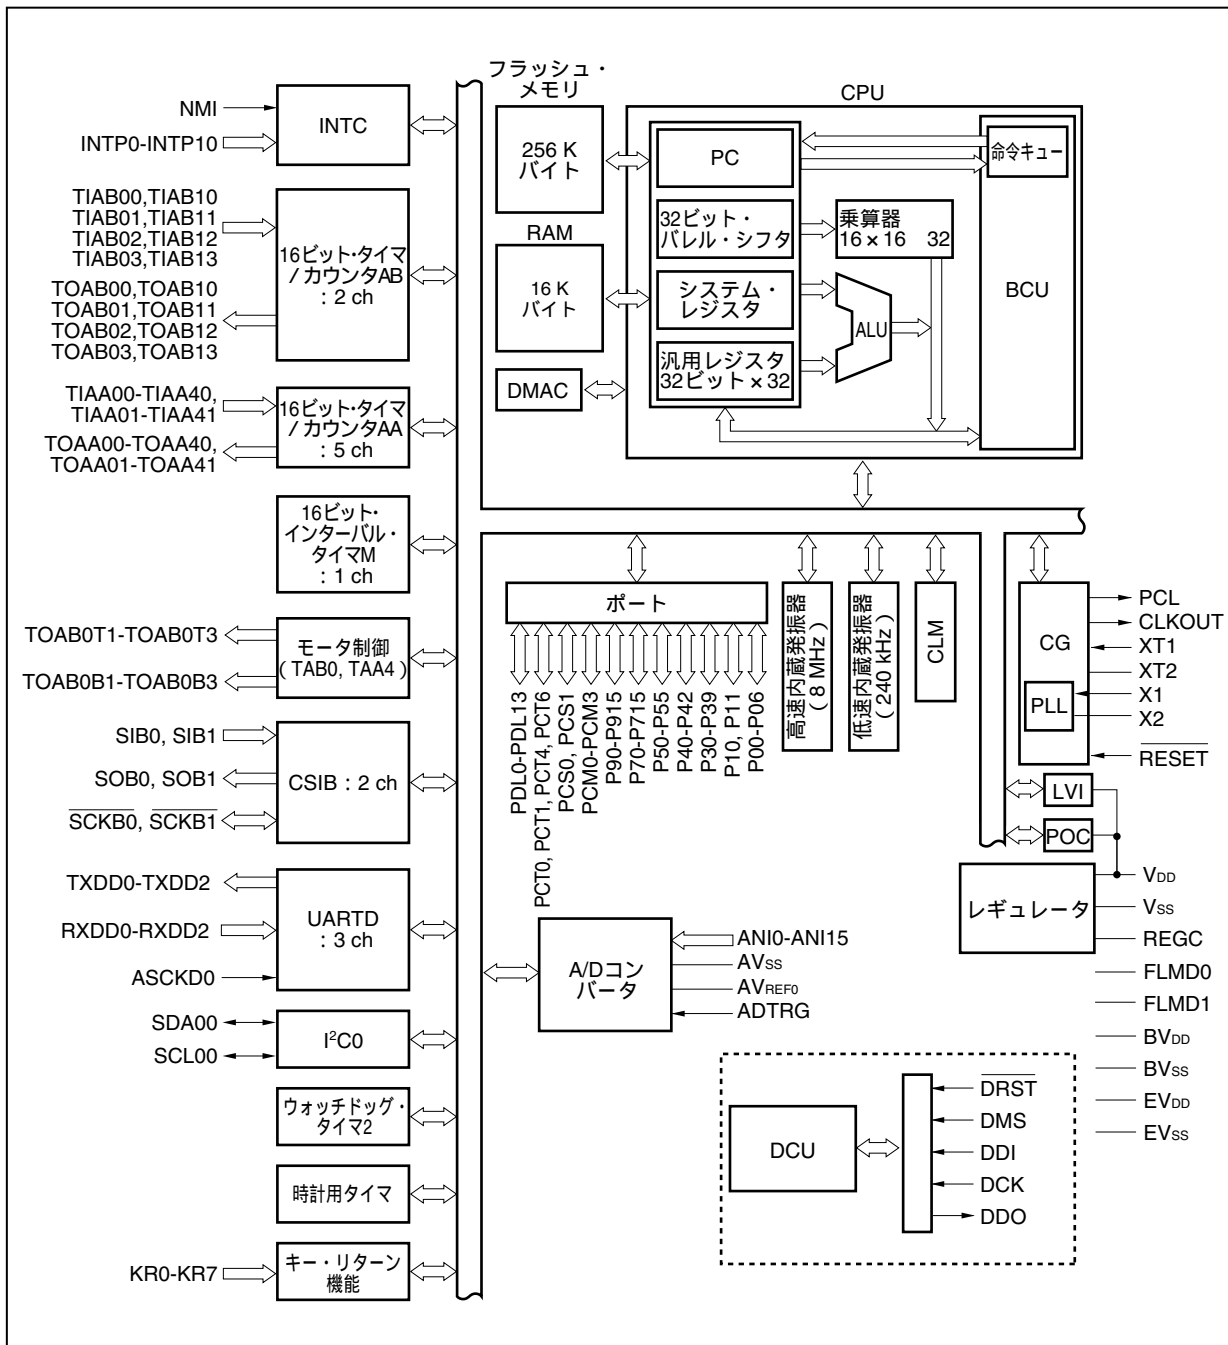 NMI
INTP0-INTP10
INTC
TIAB00,TIAB10
TIAB01,TIAB11
TIAB02,TIAB12
TIAB03,TIAB13
TOAB00,TOAB10
TOAB01,TOAB11
TOAB02,TOAB12
TOAB03,TOAB13
16ビット・タイマ
/ カウンタAB
: 2 ch
TIAA00-TIAA40,
TIAA01-TIAA41
TOAA00-TOAA40,
TOAA01-TOAA41
16ビット・タイマ
/ カウンタAA
: 5 ch
16ビット・
インターバル・
タイマM
: 1 ch
TOAB0T1-TOAB0T3
TOAB0B1-TOAB0B3
モータ制御
( TAB0, TAA4 )
SIB0, SIB1
SOB0, SOB1
SCKB0, SCKB1
CSIB : 2 ch
TXDD0-TXDD2
RXDD0-RXDD2
ASCKD0
UARTD
: 3 ch
SDA00
SCL00
I²C0
ウォッチドッグ・
タイマ2
時計用タイマ
KR0-KR7
キー・リターン
機能
フラッシュ・
メモリ
256 K
バイト
RAM
16 K
バイト
DMAC
CPU
PC
32ビット・
バレル・シフタ
システム・
レジスタ
汎用レジスタ
32ビット × 32
乗算器
16 × 16 32
ALU
命令キュー
BCU
ポート
PDL0-PDL13
PCT0, PCT1, PCT4, PCT6
PCS0, PCS1
PCM0-PCM3
P90-P915
P70-P715
P50-P55
P40-P42
P30-P39
P10, P11
P00-P06
高速内蔵発振器
( 8 MHz )
低速内蔵発振器
( 240 kHz )
CLM
CG
PLL
PCL
CLKOUT
XT1
XT2
X1
X2
RESET
LVI
POC
レギュレータ
VDD
VSS
REGC
FLMD0
FLMD1
BVDD
BVSS
EVDD
EVSS
A/Dコン
バータ
ANI0-ANI15
AVSS
AVREF0
ADTRG
DCU
DRST
DMS
DDI
DCK
DDO